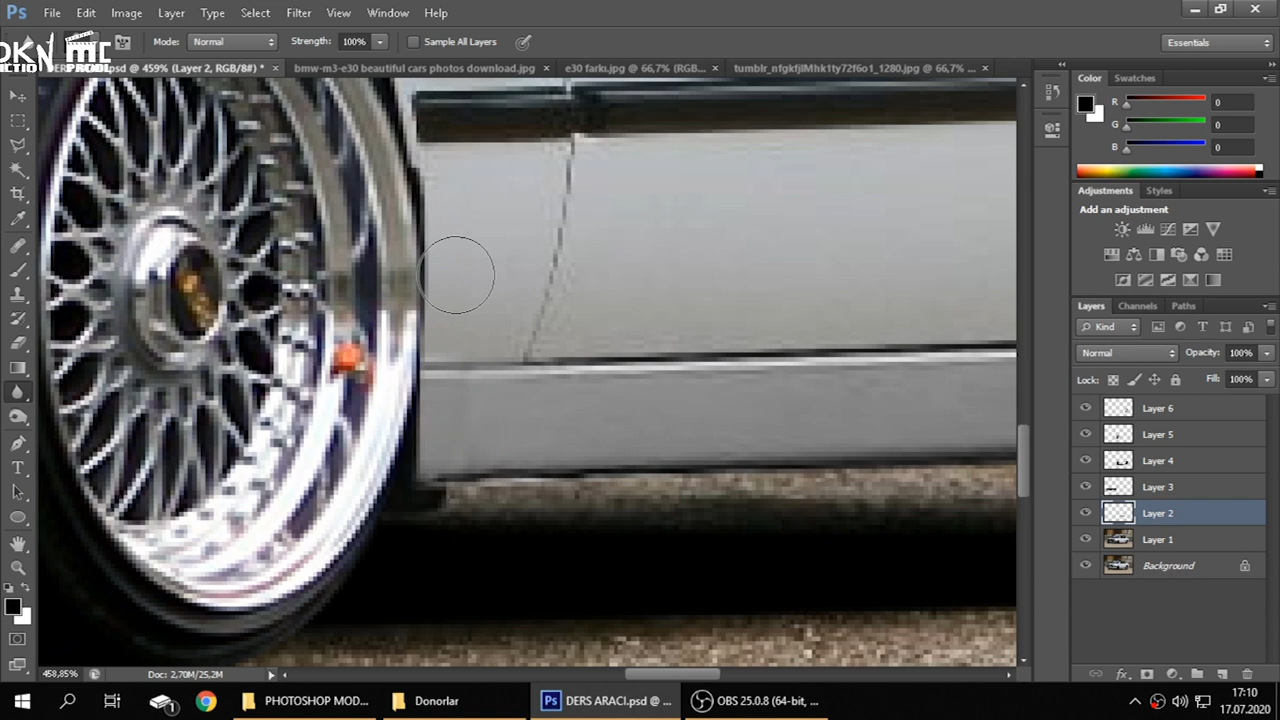 Ps File Edit Image Layer Type Select Filter View Window Help
Mode: Normal Strength: 100% Sample All Layers Essentials
.psd @ 459% (Layer 2, RGB/8#) * × bmw-m3-e30 beautiful cars photos download.jpg × e30 farkı.jpg @ 66,7% (RGB... × @ 66,7% ... ×
Color Swatches
R 0
G 0
B 0
Adjustments Styles
Add an adjustment
Layers Channels Paths
Kind
Normal Opacity: 100%
Lock: Fill: 100%
Layer 6
Layer 5
Layer 4
Layer 3
Layer 2
Layer 1
Background
458,85% Doc: 2,70M/25,2M
1 PHOTOSHOP MOD... Donorlar Ps DERS ARACI.psd @ ... OBS 25.0.8 (64-bit, ...
17:10
17.07.2020